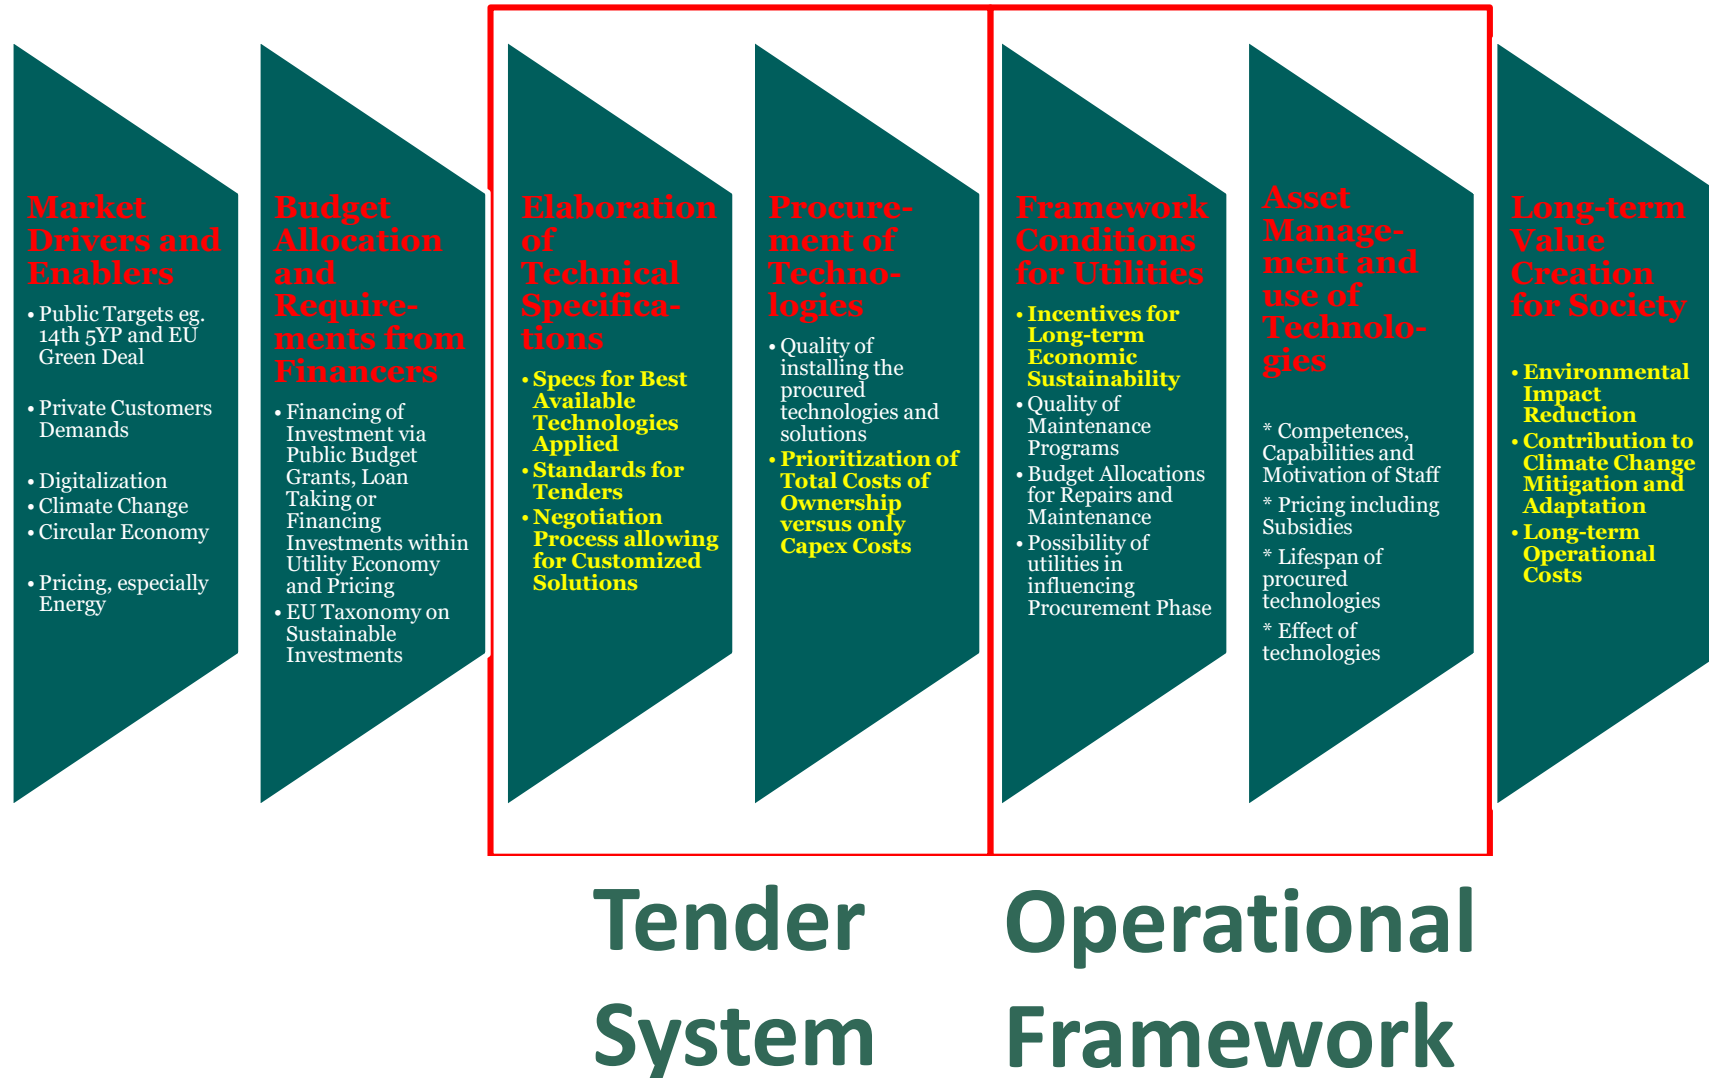 Market
Drivers and
Enablers
• Public Targets eg.
14th 5YP and EU
Green Deal
• Private Customers
Demands
• Digitalization
• Climate Change
• Circular Economy
• Pricing, especially
Energy
Budget
Allocation
and
Require-
ments from
Financers
• Financing of
Investment via
Public Budget
Grants, Loan
Taking or
Financing
Investments within
Utility Economy
and Pricing
• EU Taxonomy on
Sustainable
Investments
Elaboration
of
Technical
Specifica-
tions
• Specs for Best
Available
Technologies
Applied
• Standards for
Tenders
• Negotiation
Process allowing
for Customized
Solutions
Procure-
ment of
Techno-
logies
• Quality of
installing the
procured
technologies and
solutions
• Prioritization of
Total Costs of
Ownership
versus only
Capex Costs
Framework
Conditions
for Utilities
• Incentives for
Long-term
Economic
Sustainability
• Quality of
Maintenance
Programs
• Budget Allocations
for Repairs and
Maintenance
• Possibility of
utilities in
influencing
Procurement Phase
Asset
Manage-
ment and
use of
Technolo-
gies
* Competences,
Capabilities and
Motivation of Staff
* Pricing including
Subsidies
* Lifespan of
procured
technologies
* Effect of
technologies
Long-term
Value
Creation
for Society
• Environmental
Impact
Reduction
• Contribution to
Climate Change
Mitigation and
Adaptation
• Long-term
Operational
Costs
Tender
System
Operational
Framework